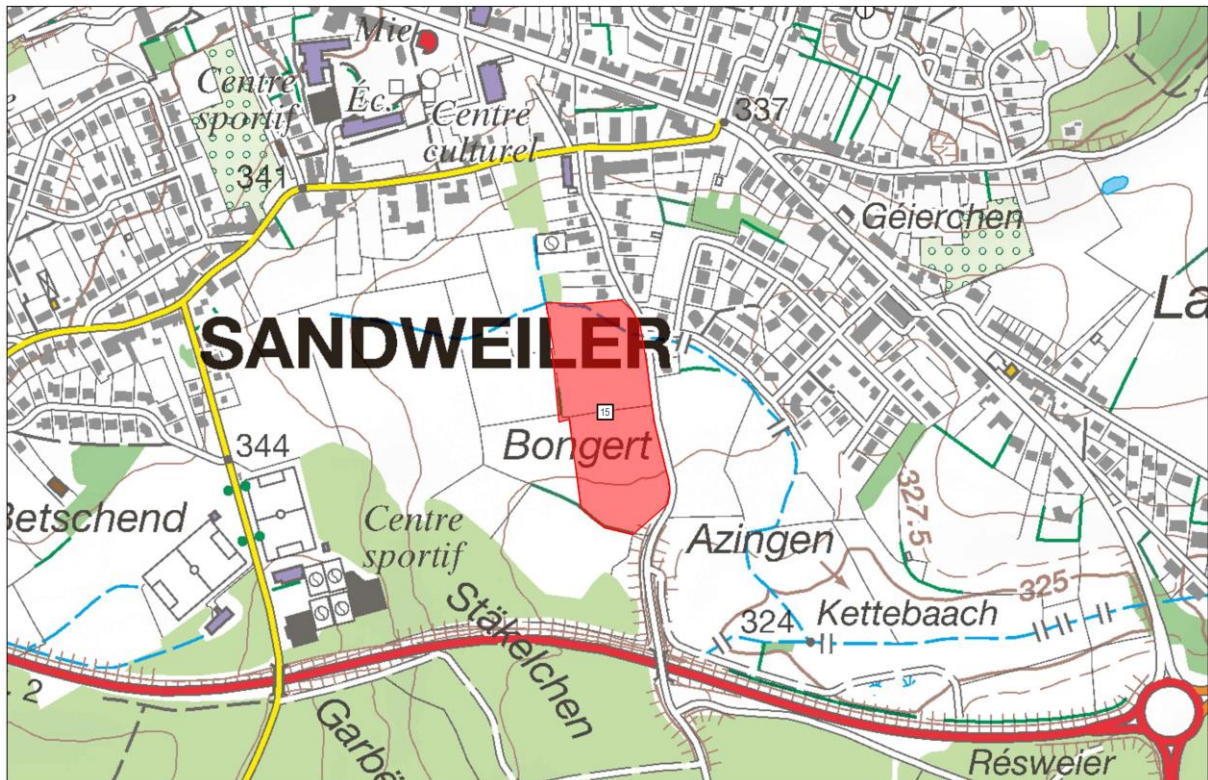 Mie
Centre
sportif
Éc.
Centre
culturel
337
341
Géierchen
La
SANDWEILER
15
Bongert
344
Betschend
Centre
sportif
Azingen
327.5
325
324
Kettebaach
Stäkelchen
2
Garbë
Résweier